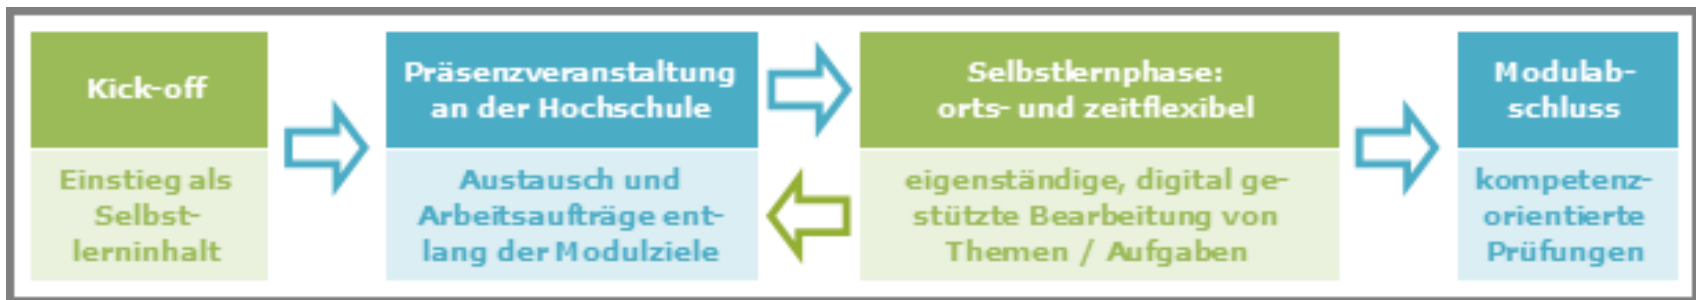 Kick-off
Einstieg als
Selbst-
lerninhalt
Präsenzveranstaltung
an der Hochschule
Austausch und
Arbeitsaufträge ent-
lang der Modulziele
Selbstlernphase:
orts- und zeitflexibel
eigenständige, digital ge-
stützte Bearbeitung von
Themen / Aufgaben
Modulab-
schluss
kompetenz-
orientierte
Prüfungen